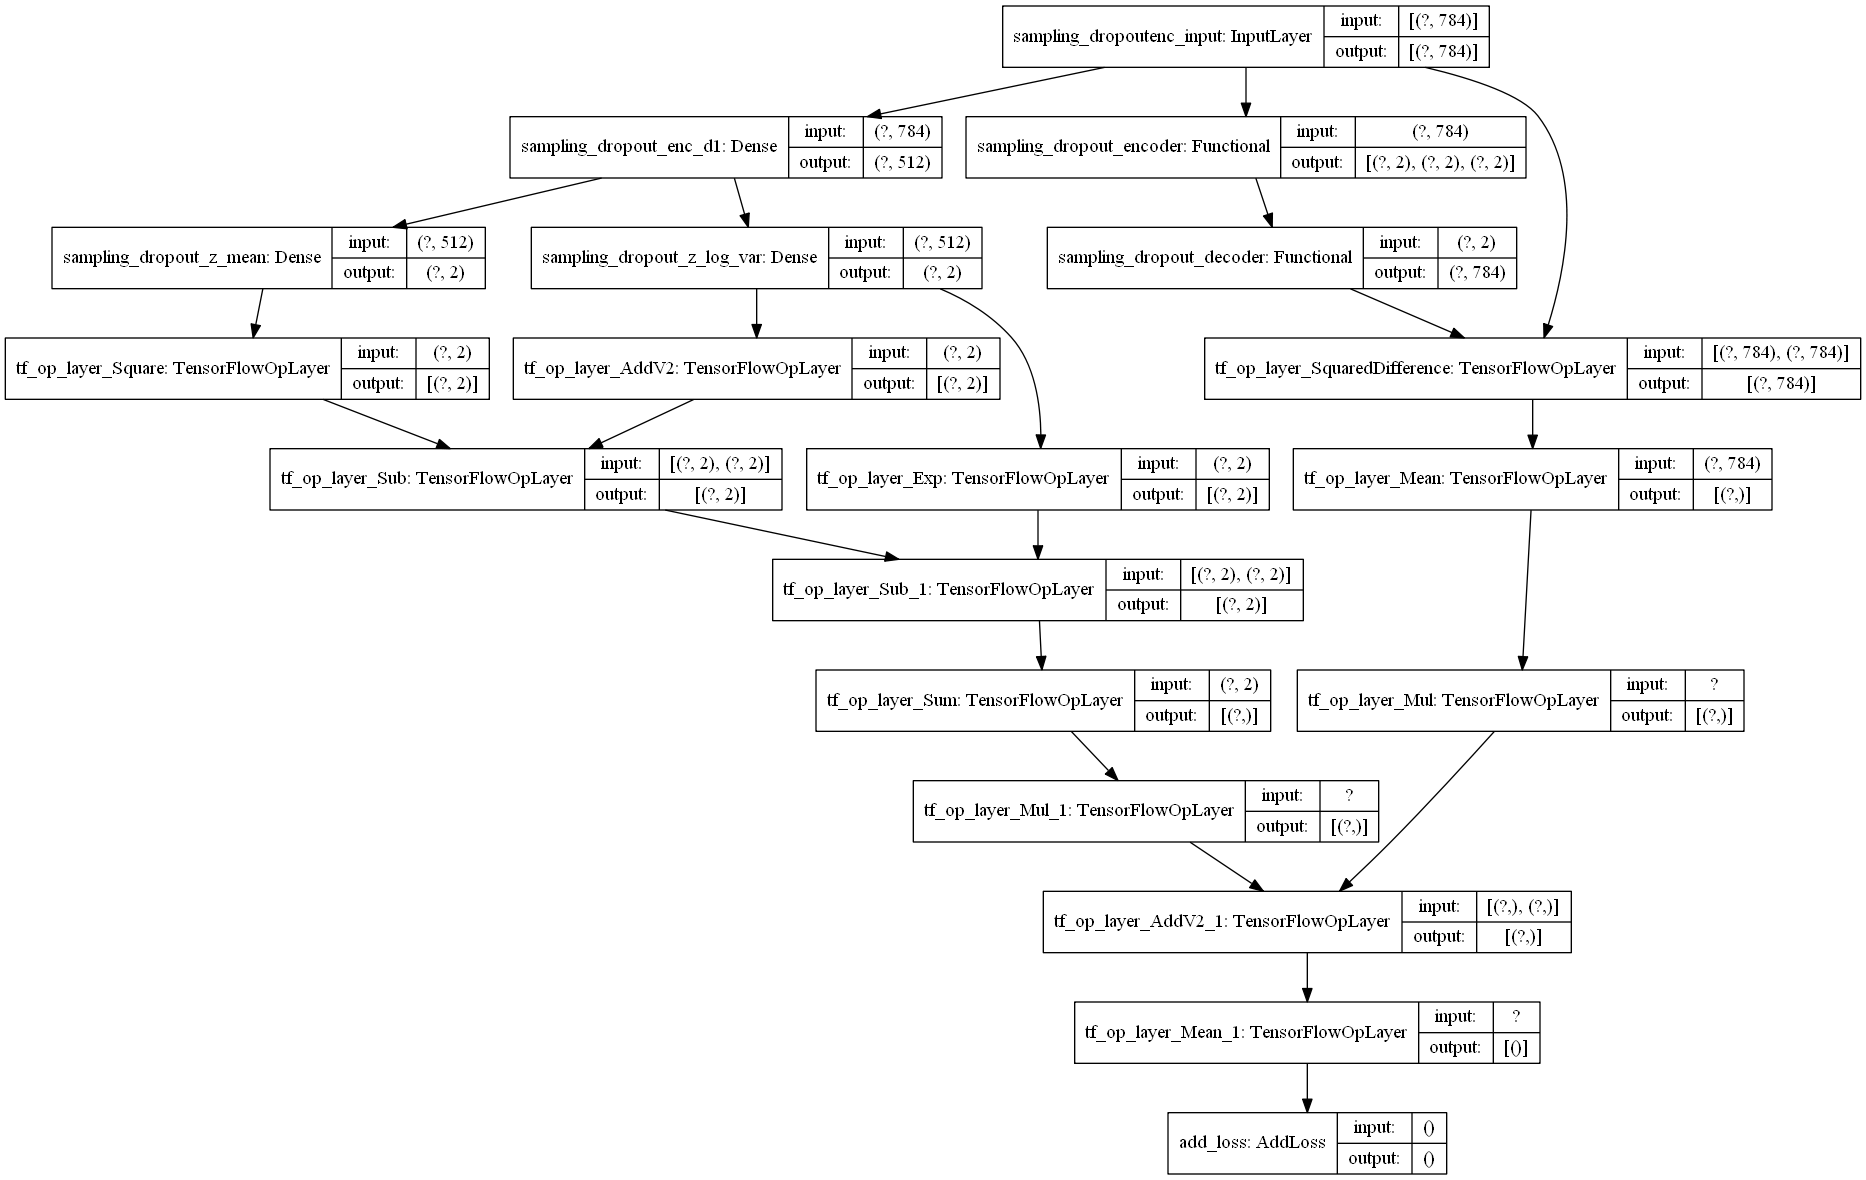 sampling_dropoutenc_input: InputLayer
input: [(?, 784)]
output: [(?, 784)]
sampling_dropout_enc_d1: Dense
input: (?, 784)
output: (?, 512)
sampling_dropout_encoder: Functional
input: (?, 784)
output: [(?, 2), (?, 2), (?, 2)]
sampling_dropout_z_mean: Dense
input: (?, 512)
output: (?, 2)
sampling_dropout_z_log_var: Dense
input: (?, 512)
output: (?, 2)
sampling_dropout_decoder: Functional
input: (?, 2)
output: (?, 784)
tf_op_layer_Square: TensorFlowOpLayer
input: (?, 2)
output: [(?, 2)]
tf_op_layer_AddV2: TensorFlowOpLayer
input: (?, 2)
output: [(?, 2)]
tf_op_layer_SquaredDifference: TensorFlowOpLayer
input: [(?, 784), (?, 784)]
output: [(?, 784)]
tf_op_layer_Sub: TensorFlowOpLayer
input: [(?, 2), (?, 2)]
output: [(?, 2)]
tf_op_layer_Exp: TensorFlowOpLayer
input: (?, 2)
output: [(?, 2)]
tf_op_layer_Mean: TensorFlowOpLayer
input: (?, 784)
output: [(?,)]
tf_op_layer_Sub_1: TensorFlowOpLayer
input: [(?, 2), (?, 2)]
output: [(?, 2)]
tf_op_layer_Sum: TensorFlowOpLayer
input: (?, 2)
output: [(?,)]
tf_op_layer_Mul: TensorFlowOpLayer
input: ?
output: [(?,)]
tf_op_layer_Mul_1: TensorFlowOpLayer
input: ?
output: [(?,)]
tf_op_layer_AddV2_1: TensorFlowOpLayer
input: [(?,), (?,)]
output: [(?,)]
tf_op_layer_Mean_1: TensorFlowOpLayer
input: ?
output: [()]
add_loss: AddLoss
input: ()
output: ()